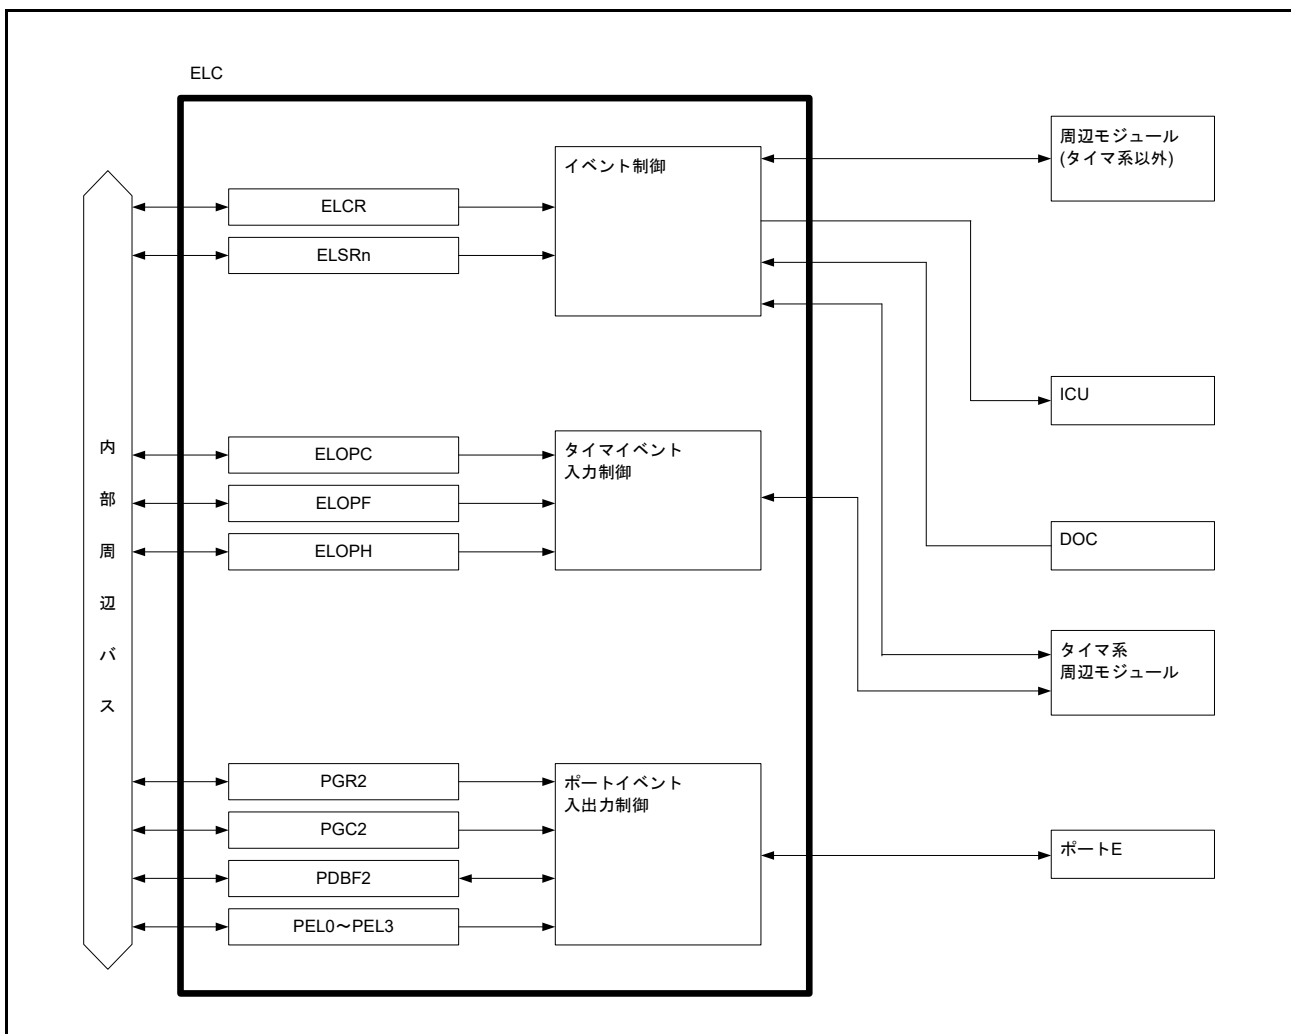 ELC
内部周辺バス
ELCR
ELSRn
イベント制御
ELOPC
ELOPF
ELOPH
タイマイベント
入力制御
PGR2
PGC2
PDBF2
PEL0～PEL3
ポートイベント
入出力制御
周辺モジュール
(タイマ系以外)
ICU
DOC
タイマ系
周辺モジュール
ポートE